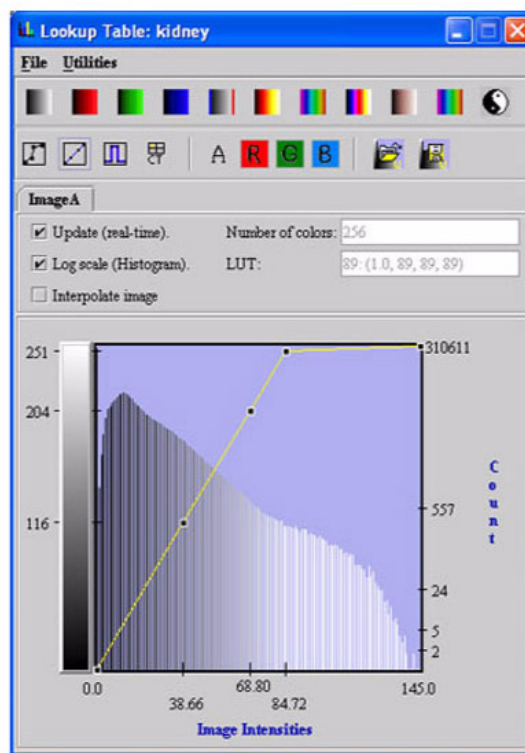 Lookup Table: kidney
File Utilities
CT
A R G B
ImageA
Update (real-time). Number of colors: 256
Log scale (Histogram). LUT: 89: (1.0, 89, 89, 89)
Interpolate image
251 310611
204
116 557
24
5
2
Count
0.0 68.80 145.0
38.66 84.72
Image Intensities